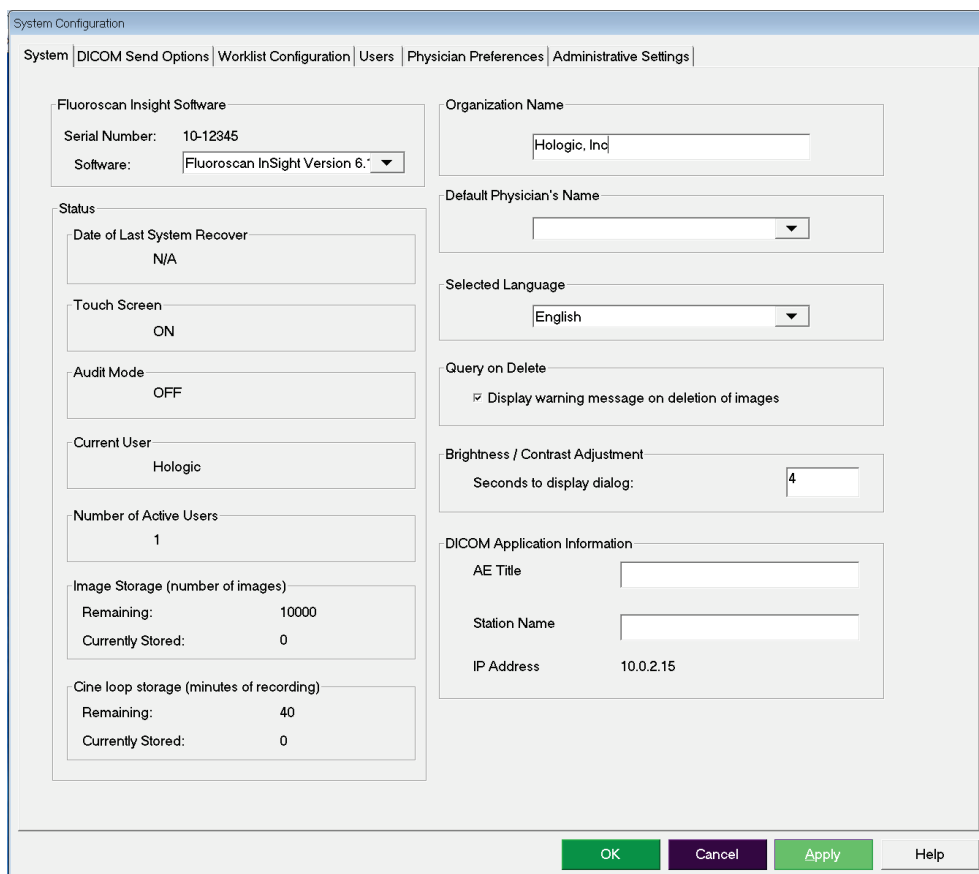 System Configuration
System DICOM Send Options Worklist Configuration Users Physician Preferences Administrative Settings
Fluoroscan Insight Software
Serial Number: 10-12345
Software: Fluoroscan InSight Version 6.1
Status
Date of Last System Recover
N/A
Touch Screen
ON
Audit Mode
OFF
Current User
Hologic
Number of Active Users
1
Image Storage (number of images)
Remaining: 10000
Currently Stored: 0
Cine loop storage (minutes of recording)
Remaining: 40
Currently Stored: 0
Organization Name
Hologic, Inc
Default Physician's Name
Selected Language
English
Query on Delete
Display warning message on deletion of images
Brightness / Contrast Adjustment
Seconds to display dialog: 4
DICOM Application Information
AE Title
Station Name
IP Address 10.0.2.15
OK Cancel Apply Help